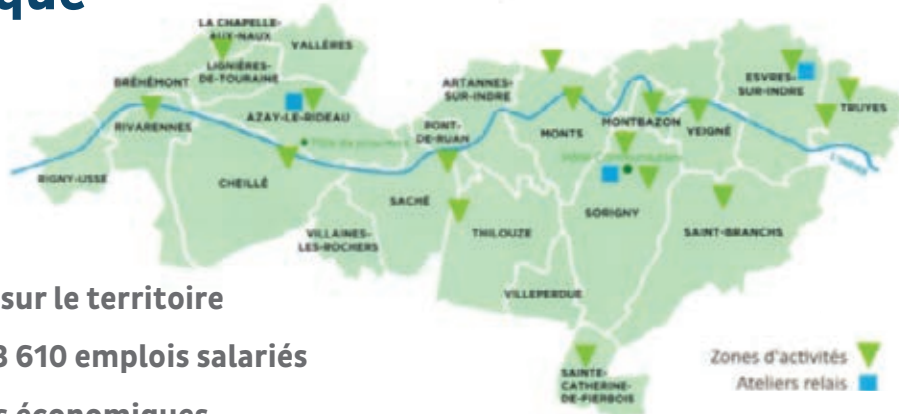 que
LA CHAPELLE-
AUX-NAUX
VALLÈRES
LIGNIÈRES-
DE-TOURAINE
BRÉHÉMONT
RIVARENNES
AZAY-LE-RIDEAU
RIGNY-USSÉ
CHEILLÉ
ARTANNES-
SUR-INDRE
PONT-
DE-RUAN
MONTS
MONTBAZON
VEIGNÉ
ESVRES-
SUR-INDRE
TRUYES
SACHÉ
VILLAINES-
LES-ROCHERS
THILOUZE
SORIGNY
SAINT-BRANCHS
VILLEPERDUE
SAINTE-
CATHERINE-
DE-FIERBOIS
sur le territoire
610 emplois salariés
économiques
Zones d'activités
Ateliers relais